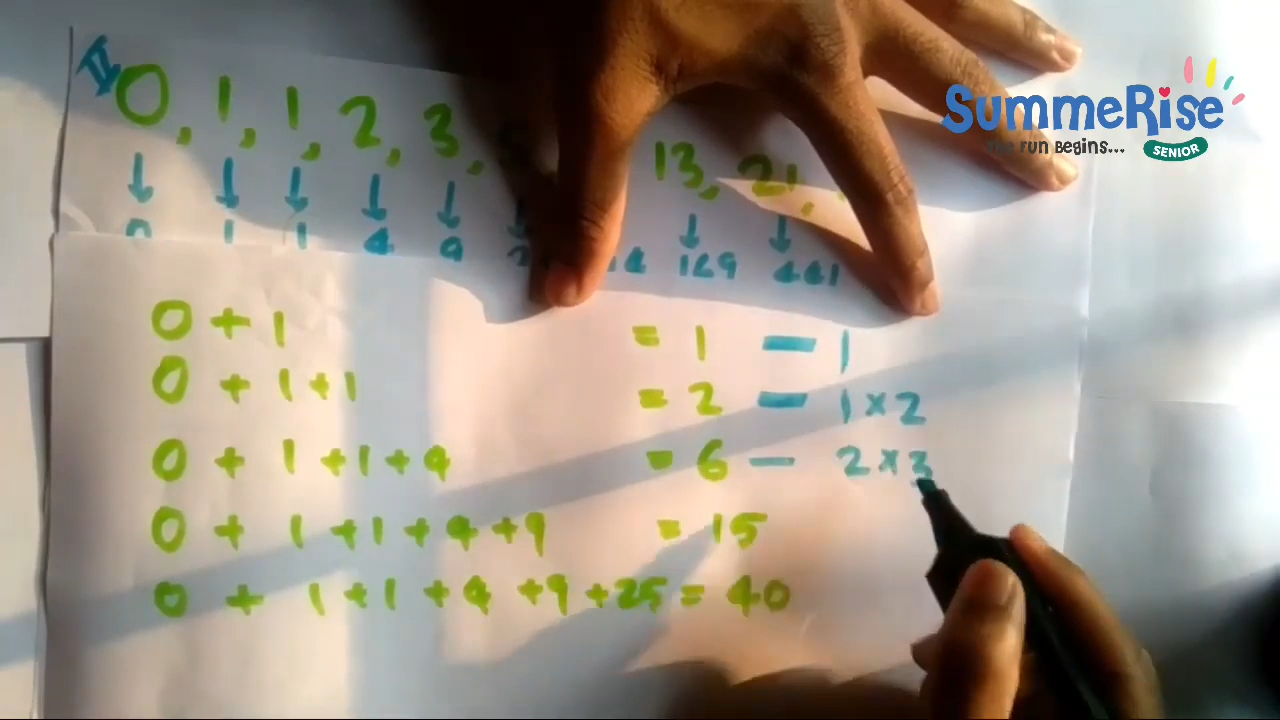 SummeRise
The Fun Begins...
SENIOR
II
0, 1, 1, 2, 3, 13, 21,
↓ ↓ ↓ ↓ ↓ ↓ ↓
0 1 1 4 9 169 441
0 + 1 = 1 — 1
0 + 1+1 = 2 — 1 × 2
0 + 1 +1+4 = 6 — 2 × 3
0 + 1 +1 + 4 +9 = 15
0 + 1 +1 + 4 +9 +25 = 40